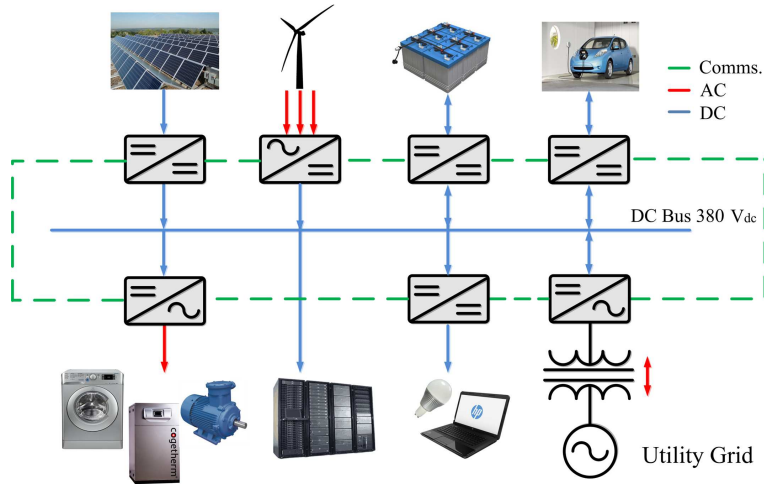 Comms.
AC
DC
DC Bus 380 Vdc
cogetherm
hp
Utility Grid